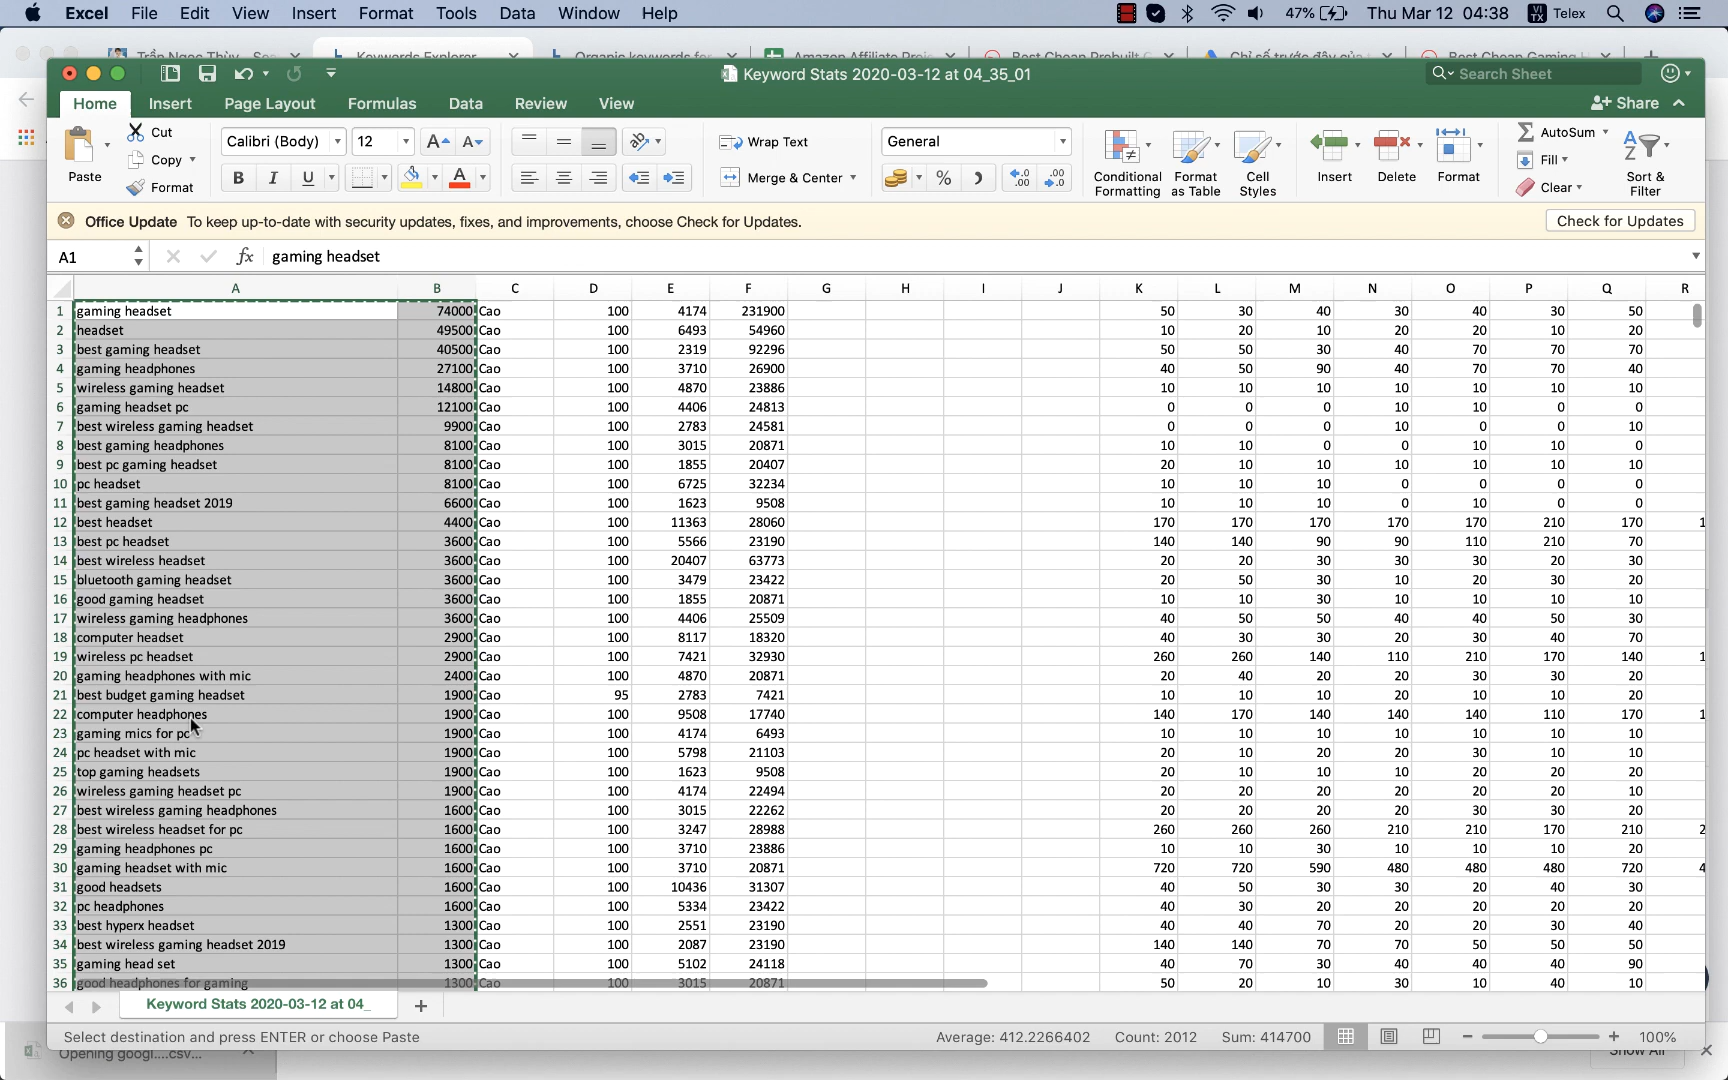 Excel File Edit View Insert Format Tools Data Window Help 47% Thu Mar 12 04:38 VI TX Telex
Trần Ngọc Thùy Keywords Explorer Organic keywords for Amazon Affiliate Best Cheap Prebuilt Chỉ số trước đây của Best Cheap Gaming
Keyword Stats 2020-03-12 at 04_35_01 Search Sheet
Home Insert Page Layout Formulas Data Review View Share
Paste Cut Copy Format
Calibri (Body) 12 A A
B I U A
Wrap Text
Merge & Center
General
% .00 .00
Conditional Formatting
Format as Table
Cell Styles
Insert Delete Format
AutoSum
Fill
Clear
Sort & Filter
Office Update To keep up-to-date with security updates, fixes, and improvements, choose Check for Updates. Check for Updates
A1 fx gaming headset
A B C D E F G H I J K L M N O P Q R
1 gaming headset 74000 Cao 100 4174 231900 50 30 40 30 40 30 50
2 headset 49500 Cao 100 6493 54960 10 20 10 20 20 10 20
3 best gaming headset 40500 Cao 100 2319 92296 50 50 30 40 70 70 70
4 gaming headphones 27100 Cao 100 3710 26900 40 50 90 40 70 70 40
5 wireless gaming headset 14800 Cao 100 4870 23886 10 10 10 10 10 10 10
6 gaming headset pc 12100 Cao 100 4406 24813 0 0 0 10 10 0 0
7 best wireless gaming headset 9900 Cao 100 2783 24581 0 0 0 10 0 0 10
8 best gaming headphones 8100 Cao 100 3015 20871 10 10 0 0 10 10 0
9 best pc gaming headset 8100 Cao 100 1855 20407 20 10 10 10 10 10 10
10 pc headset 8100 Cao 100 6725 32234 10 10 10 0 0 0 0
11 best gaming headset 2019 6600 Cao 100 1623 9508 10 10 10 0 10 0 0
12 best headset 4400 Cao 100 11363 28060 170 170 170 170 170 210 170 1
13 best pc headset 3600 Cao 100 5566 23190 140 140 90 90 110 210 70
14 best wireless headset 3600 Cao 100 20407 63773 20 20 30 30 30 20 30
15 bluetooth gaming headset 3600 Cao 100 3479 23422 20 50 30 10 20 30 20
16 good gaming headset 3600 Cao 100 1855 20871 10 10 30 10 10 10 10
17 wireless gaming headphones 3600 Cao 100 4406 25509 40 50 50 40 40 50 30
18 computer headset 2900 Cao 100 8117 18320 40 30 30 20 30 40 70
19 wireless pc headset 2900 Cao 100 7421 32930 260 260 140 110 210 170 140 1
20 gaming headphones with mic 2400 Cao 100 4870 20871 20 40 20 20 30 30 20
21 best budget gaming headset 1900 Cao 95 2783 7421 10 10 10 20 10 10 20
22 computer headphones 1900 Cao 100 9508 17740 140 170 140 140 140 110 170 1
23 gaming mics for pc 1900 Cao 100 4174 6493 10 10 10 10 10 10 10
24 pc headset with mic 1900 Cao 100 5798 21103 20 10 20 20 30 10 10
25 top gaming headsets 1900 Cao 100 1623 9508 20 10 10 10 20 20 20
26 wireless gaming headset pc 1900 Cao 100 4174 22494 20 20 20 20 20 20 10
27 best wireless gaming headphones 1600 Cao 100 3015 22262 20 20 20 20 30 30 20
28 best wireless headset for pc 1600 Cao 100 3247 28988 260 260 260 210 210 170 210 2
29 gaming headphones pc 1600 Cao 100 3710 23886 10 10 30 10 10 10 20
30 gaming headset with mic 1600 Cao 100 3710 20871 720 720 590 480 480 480 720 4
31 good headsets 1600 Cao 100 10436 31307 40 50 30 30 20 40 30
32 pc headphones 1600 Cao 100 5334 23422 40 30 20 20 20 20 20
33 best hyperx headset 1300 Cao 100 2551 23190 40 40 70 20 20 30 40
34 best wireless gaming headset 2019 1300 Cao 100 2087 23190 140 140 70 70 50 50 50
35 gaming head set 1300 Cao 100 5102 24118 40 70 30 40 40 40 90
36 good headphones for gaming 1300 Cao 100 3015 20871 50 20 10 30 10 40 10
Keyword Stats 2020-03-12 at 04_ +
Select destination and press ENTER or choose Paste Average: 412.2266402 Count: 2012 Sum: 414700 100%
Opening googl....csv... Show All